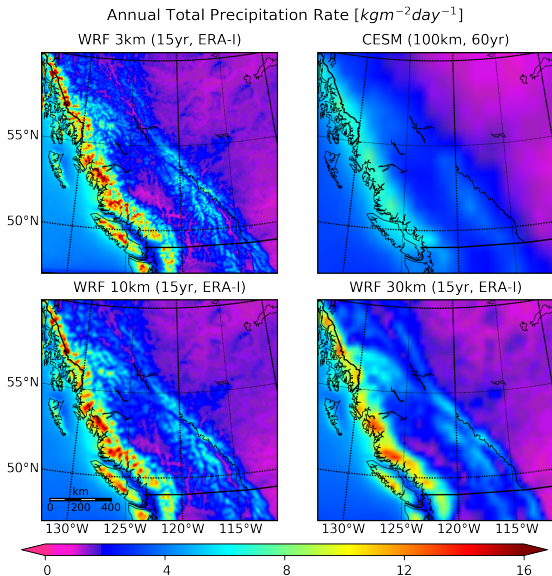 Annual Total Precipitation Rate [kgm⁻²day⁻¹]
WRF 3km (15yr, ERA-I)
CESM (100km, 60yr)
55°N
50°N
WRF 10km (15yr, ERA-I)
WRF 30km (15yr, ERA-I)
55°N
50°N
km
0 200 400
130°W 125°W 120°W 115°W
130°W 125°W 120°W 115°W
0 4 8 12 16